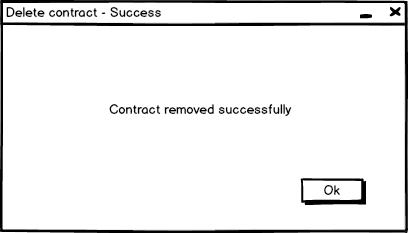 Delete contract - Success
Contract removed successfully
Ok